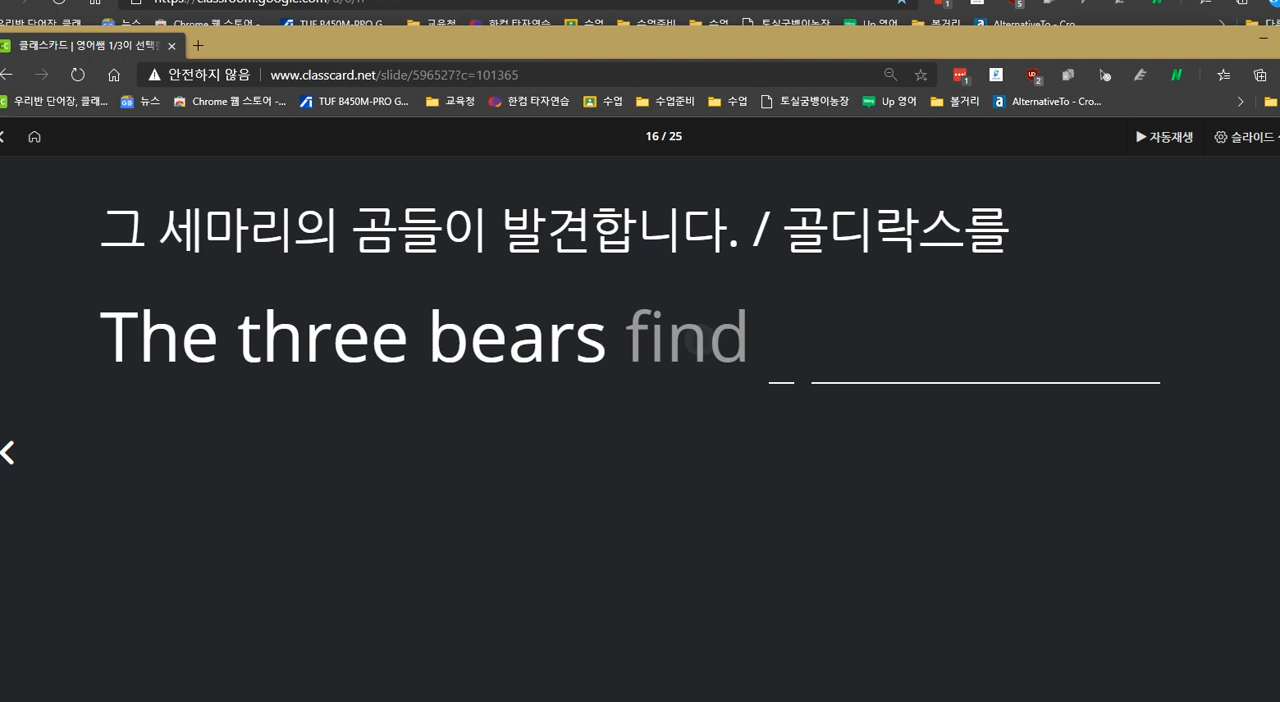 클래스카드 | 영어쌤 1/3이 선택한
안전하지 않음 www.classcard.net/slide/596527?c=101365
우리반 단어장, 클래... 뉴스 Chrome 웹 스토어 -... TUF B450M-PRO G... 교육청 한컴 타자연습 수업 수업준비 수업 토실굼벵이농장 Up 영어 볼거리 AlternativeTo - Cro...
16 / 25 자동재생 슬라이드
그 세마리의 곰들이 발견합니다. / 골디락스를
The three bears find